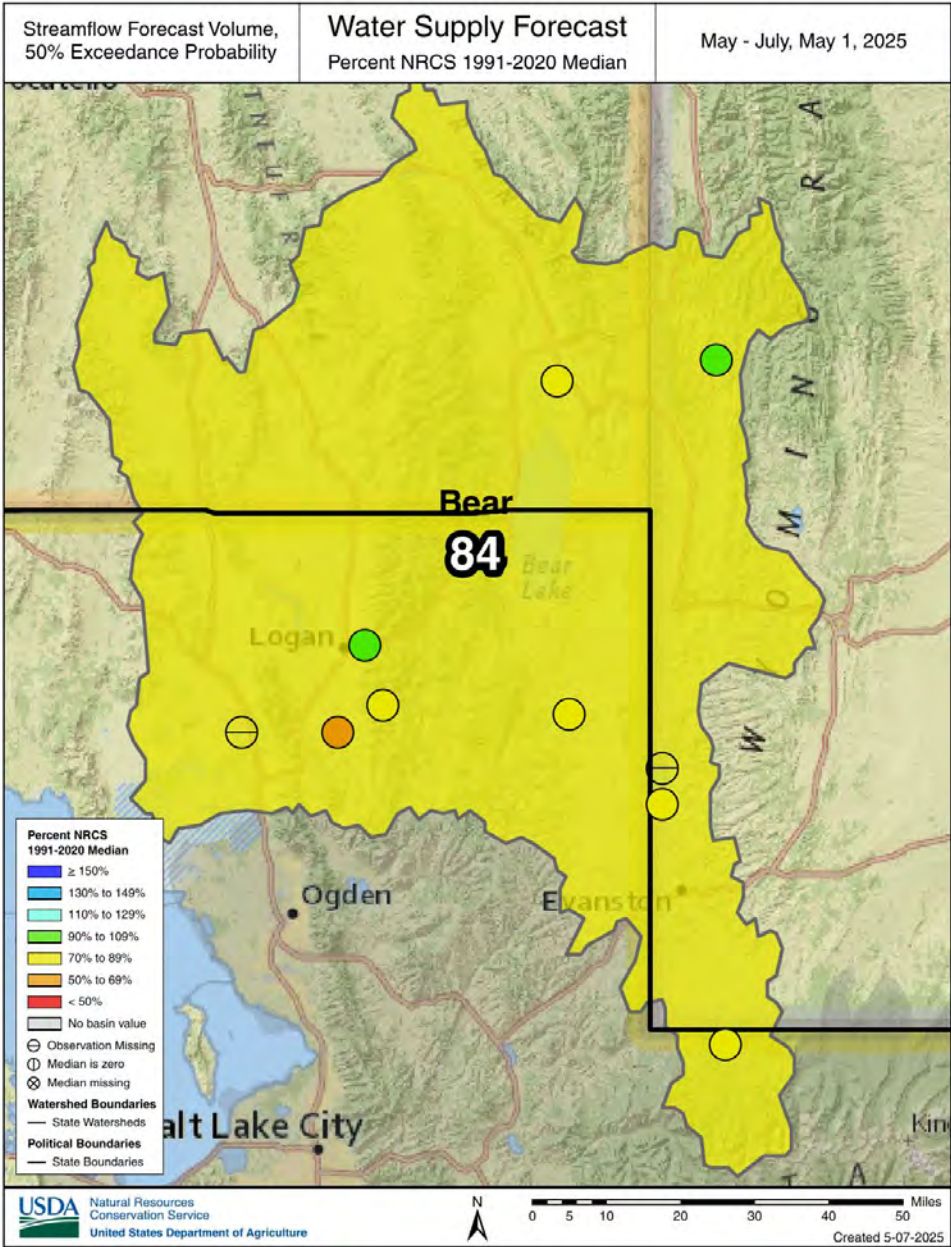 Streamflow Forecast Volume,
50% Exceedance Probability
Water Supply Forecast
Percent NRCS 1991-2020 Median
May - July, May 1, 2025
Bear
84
Bear
Lake
Logan
Ogden
Evanston
alt Lake City
Kin
W Y O M I N G R A
T A
Percent NRCS
1991-2020 Median
≥ 150%
130% to 149%
110% to 129%
90% to 109%
70% to 89%
50% to 69%
< 50%
No basin value
Observation Missing
Median is zero
Median missing
Watershed Boundaries
State Watersheds
Political Boundaries
State Boundaries
USDA
Natural Resources
Conservation Service
United States Department of Agriculture
N
0 5 10 20 30 40 50 Miles
Created 5-07-2025